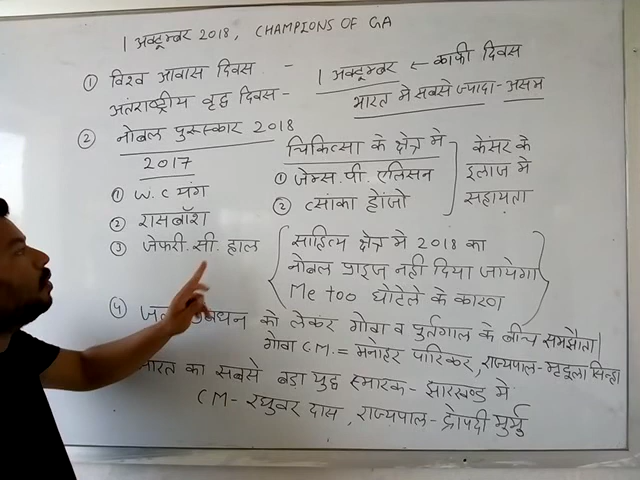 1 अक्टूम्बर 2018, CHAMPIONS OF GA
① विश्व आवास दिवस -
अंतराष्ट्रीय वृद्ध दिवस-
1 अक्टूम्बर ← काफी दिवस
भारत मे सबसे ज्यादा - असम
② नोबल पुरूस्कार 2018
2017
① W.C मंग
② रासबॉश
③ जेफरी. सी. हाल
चिकित्सा के क्षेत्र मे
① जेम्स. पी. एलिसन
② त्सांका होंजो
केंसर के
इलाज मे
सहायता
साहित्य क्षेत्र मे 2018 का
नोबल प्राइज नही दिया जायेगा
Me too घोटेले के कारण
④ को लेकर गोवा व पुर्तगाल के बीच समझौता।
गोवा C.M. = मनोहर पारिकर, राज्यपाल- मृदुला सिन्हा
भारत का सबसे बडा युद्ध स्मारक- झारखण्ड मे
CM- रघुवर दास, राज्यपाल- द्रोपदी मुर्मु